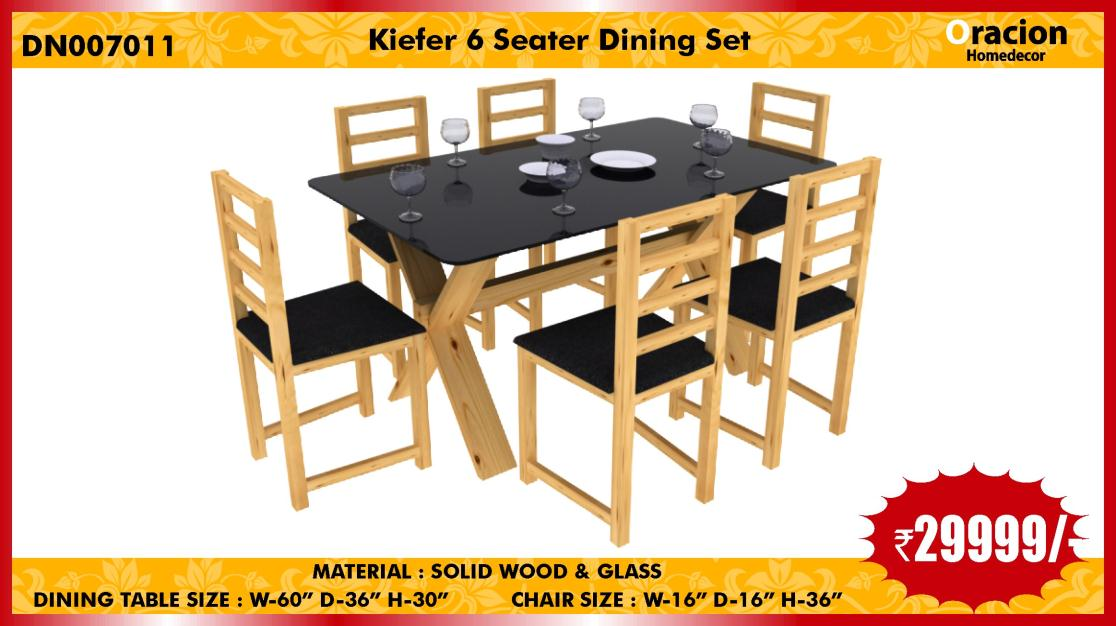 DN007011
Kiefer 6 Seater Dining Set
Oracion
Homedecor
₹29999/-
MATERIAL : SOLID WOOD & GLASS
DINING TABLE SIZE : W-60” D-36” H-30” CHAIR SIZE : W-16” D-16” H-36”